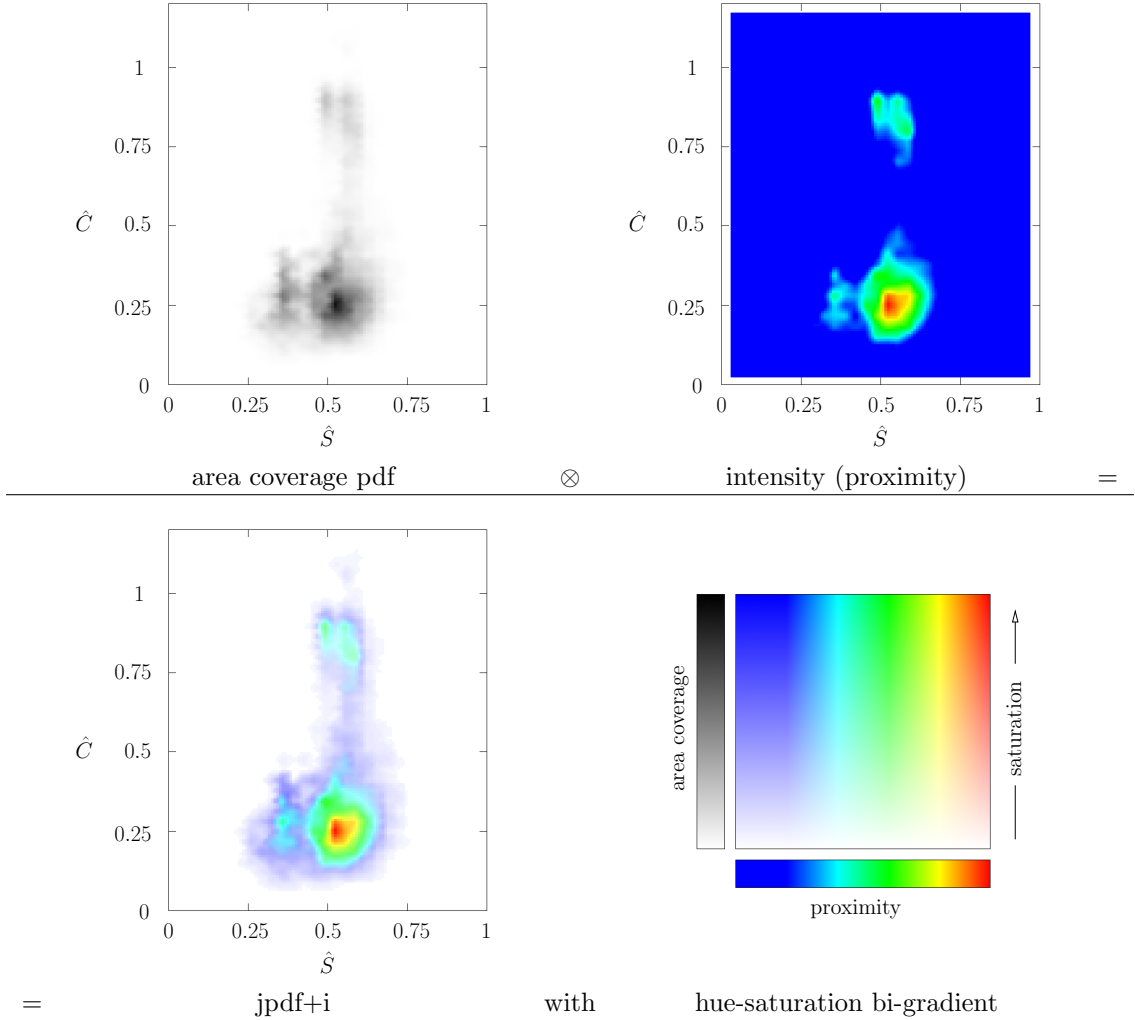 1
1
0.75
0.75
Ĉ
0.5
Ĉ
0.5
0.25
0.25
0
0
0 0.25 0.5 0.75 1
0 0.25 0.5 0.75 1
Ŝ
Ŝ
area coverage pdf ⊗ intensity (proximity) =
1
0.75
Ĉ
0.5
0.25
0
0 0.25 0.5 0.75 1
Ŝ
area coverage
saturation
proximity
= jpdf+i with hue-saturation bi-gradient